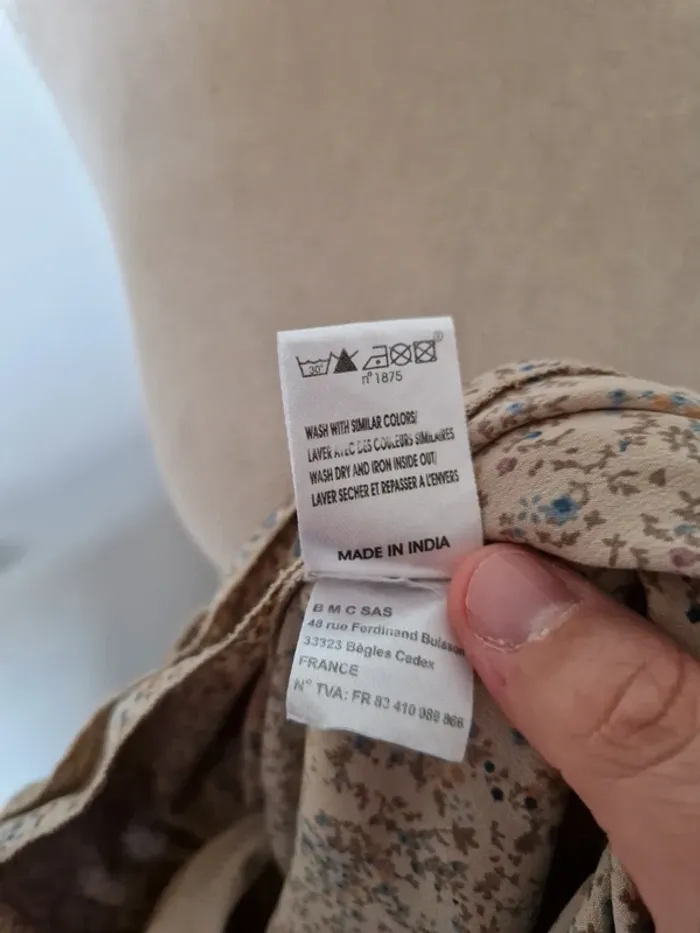 30°
®
n°1875
WASH WITH SIMILAR COLORS/
LAVER AVEC DES COULEURS SIMILAIRES
WASH DRY AND IRON INSIDE OUT/
LAVER SECHER ET REPASSER A L'ENVERS
MADE IN INDIA
B M C SAS
48 rue Ferdinand Buisson
33323 Bègles Cedex
FRANCE
N° TVA: FR 83 410 089 866